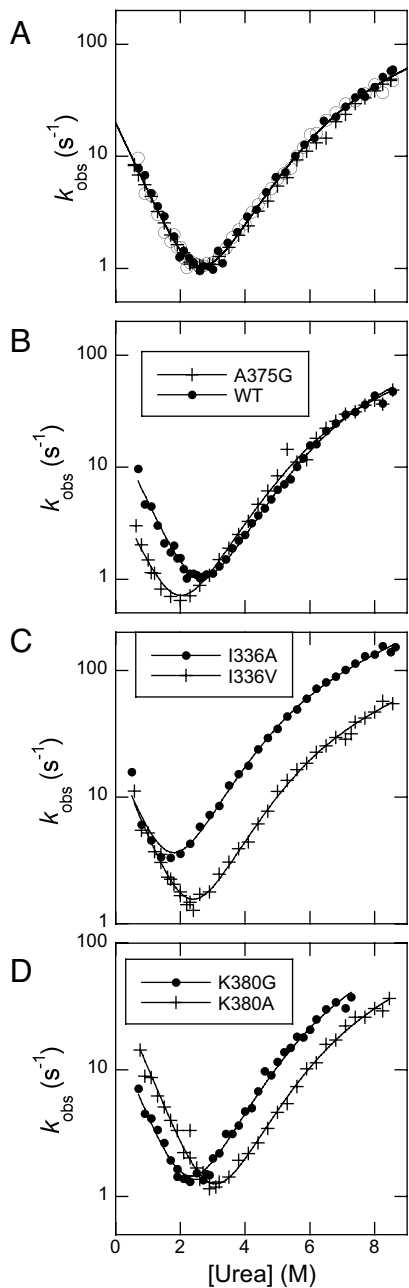 A
100
10
1
k_obs (s⁻¹)
B
100
10
1
k_obs (s⁻¹)
A375G
WT
C
100
10
1
k_obs (s⁻¹)
I336A
I336V
D
100
10
1
k_obs (s⁻¹)
K380G
K380A
0 2 4 6 8
[Urea] (M)